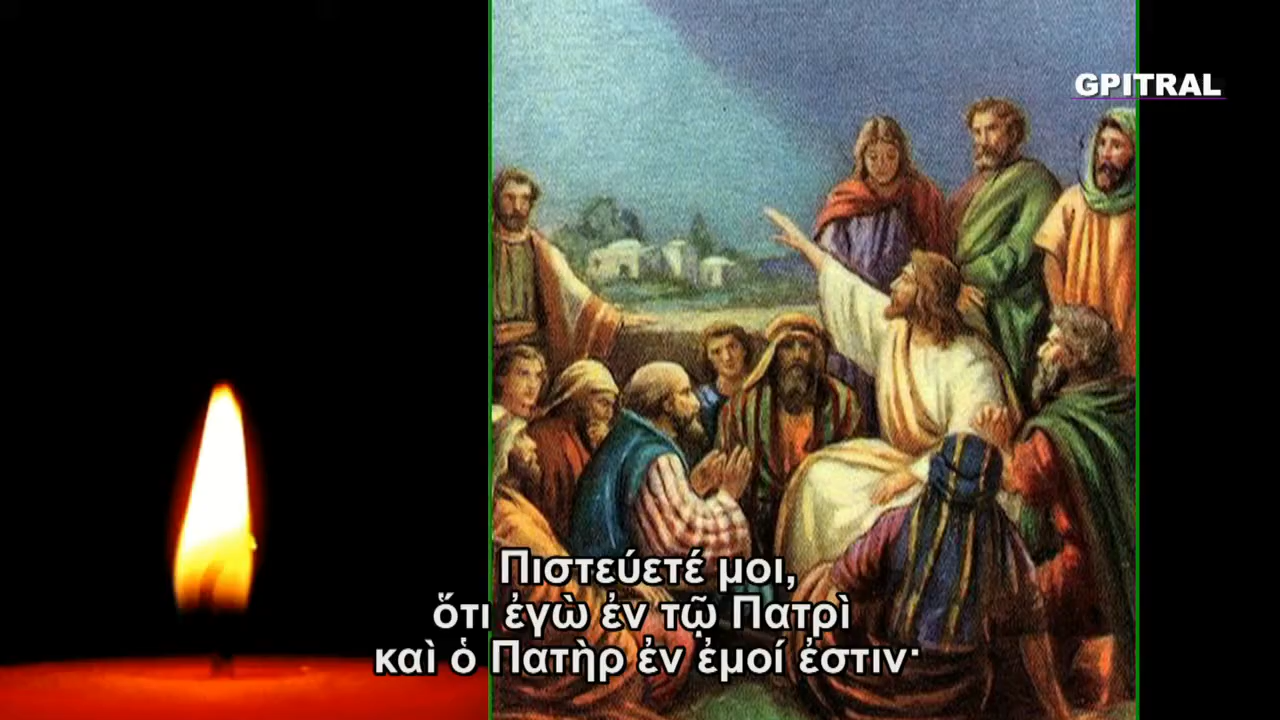 GPITRAL
Πιστεύετέ μοι,
ὅτι ἐγὼ ἐν τῷ Πατρὶ
καὶ ὁ Πατὴρ ἐν ἐμοί ἐστιν·